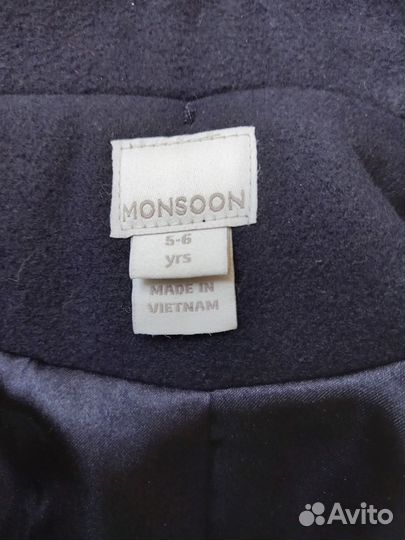 MONSOON
5-6
yrs
MADE IN
VIETNAM
Avito